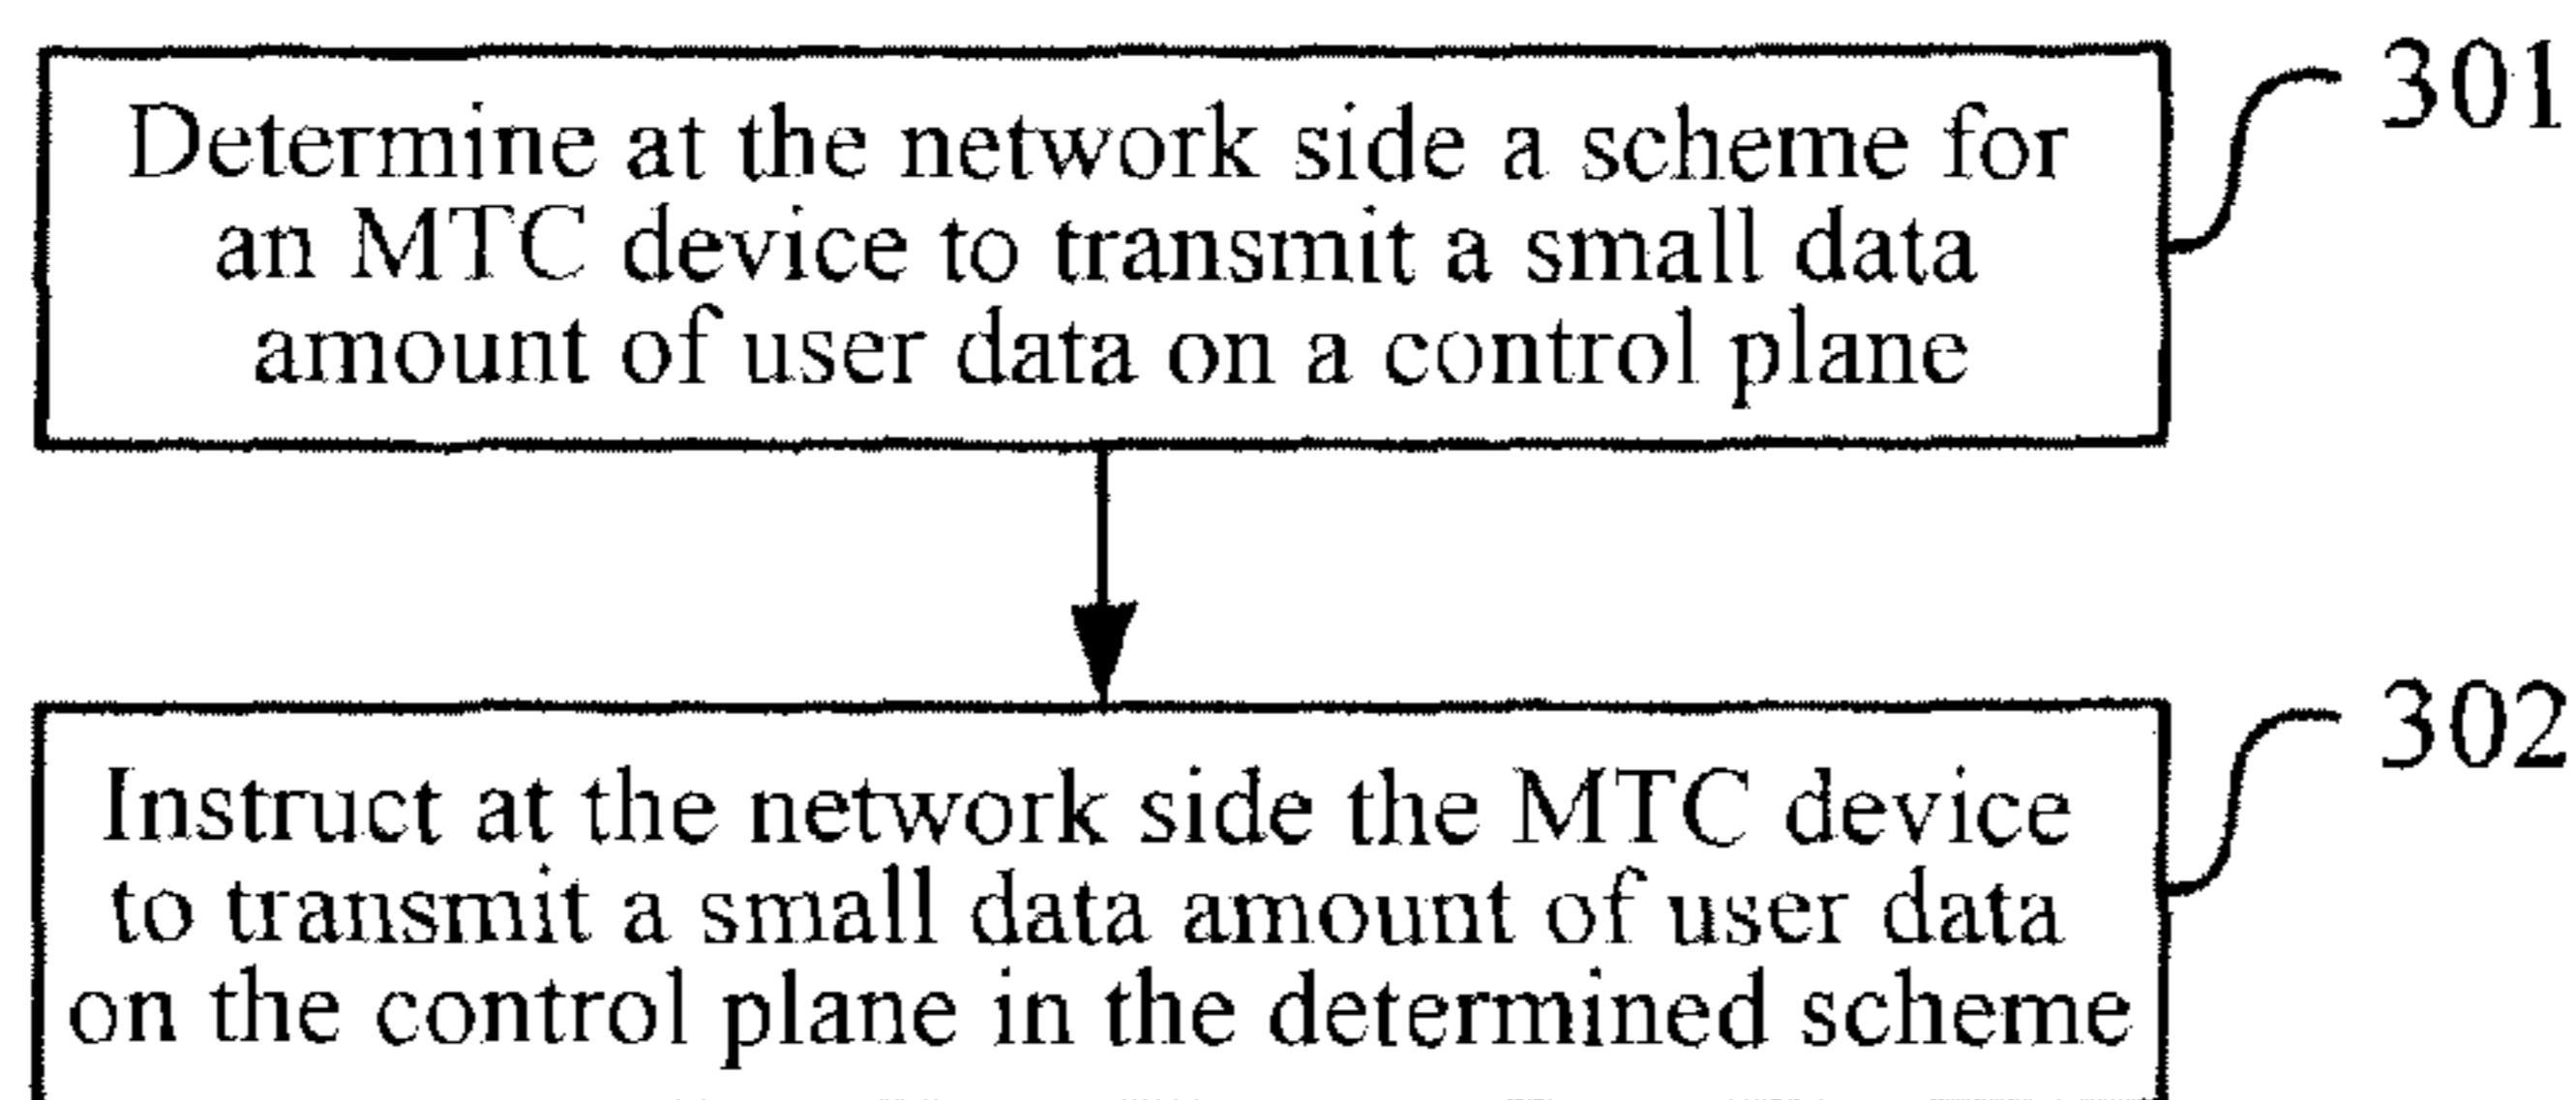 Determine at the network side a scheme for
an MTC device to transmit a small data
amount of user data on a control plane
301
Instruct at the network side the MTC device
to transmit a small data amount of user data
on the control plane in the determined scheme
302